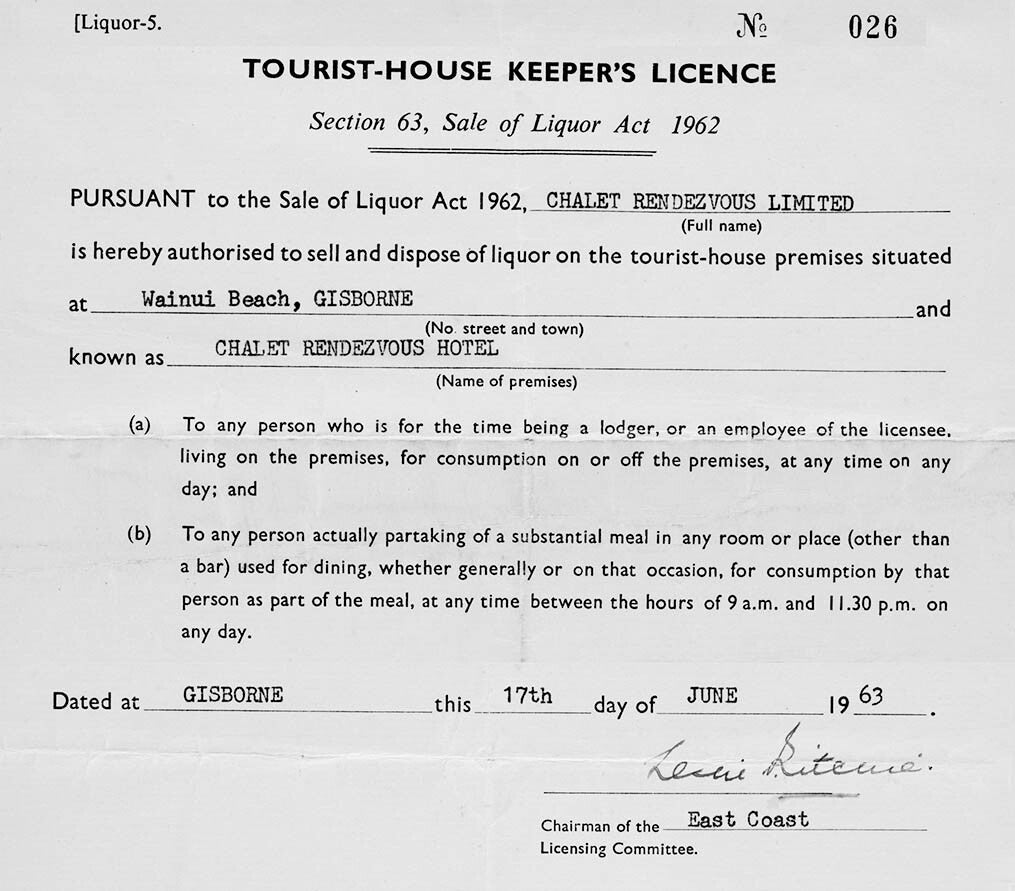 [Liquor-5.
№ 026
TOURIST-HOUSE KEEPER'S LICENCE
Section 63, Sale of Liquor Act 1962
PURSUANT to the Sale of Liquor Act 1962, CHALET RENDEZVOUS LIMITED
(Full name)
is hereby authorised to sell and dispose of liquor on the tourist-house premises situated
at Wainui Beach, GISBORNE and
(No. street and town)
known as CHALET RENDEZVOUS HOTEL
(Name of premises)
(a) To any person who is for the time being a lodger, or an employee of the licensee,
living on the premises, for consumption on or off the premises, at any time on any
day; and
(b) To any person actually partaking of a substantial meal in any room or place (other than
a bar) used for dining, whether generally or on that occasion, for consumption by that
person as part of the meal, at any time between the hours of 9 a.m. and 11.30 p.m. on
any day.
Dated at GISBORNE this 17th day of JUNE 1963.
Ritchie.
Chairman of the East Coast
Licensing Committee.